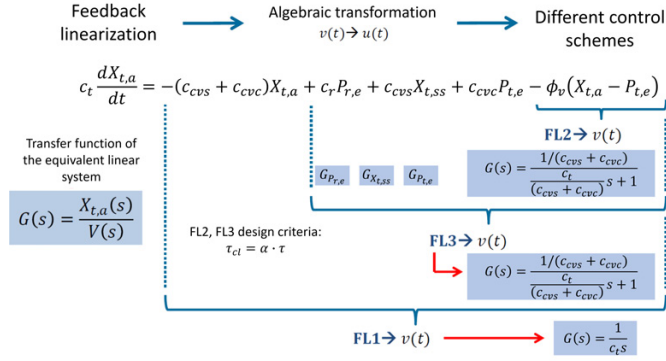 Feedback linearization
Algebraic transformation
v(t)→ u(t)
Different control schemes
c_t dX_{t,a}/dt = −(c_{cvs} + c_{cvc})X_{t,a} + c_r P_{r,e} + c_{cvs}X_{t,ss} + c_{cvc}P_{t,e} − ϕ_v(X_{t,a} − P_{t,e})
FL2→ v(t)
Transfer function of the equivalent linear system
G(s) = X_{t,a}(s)/V(s)
G_{P_{r,e}} G_{X_{t,ss}} G_{P_{t,e}}
G(s) = (1/(c_{cvs} + c_{cvc}))/(c_t/(c_{cvs} + c_{cvc}) s + 1)
FL2, FL3 design criteria:
τ_{cl} = α · τ
FL3→ v(t)
G(s) = (1/(c_{cvs} + c_{cvc}))/(c_t/(c_{cvs} + c_{cvc}) s + 1)
FL1→ v(t)
G(s) = 1/(c_t s)